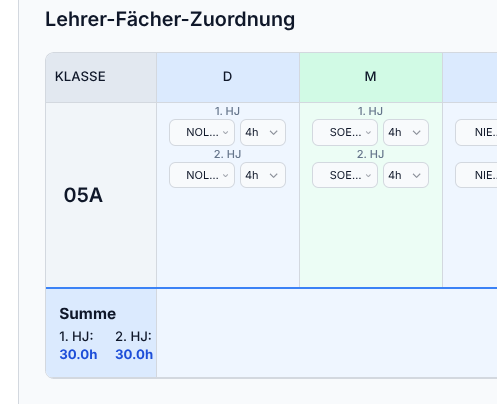 Lehrer-Fächer-Zuordnung
KLASSE D M
1. HJ 1. HJ
NOL... 4h SOE... 4h NIE..
2. HJ 2. HJ
NOL... 4h SOE... 4h NIE..
05A
Summe
1. HJ: 2. HJ:
30.0h 30.0h